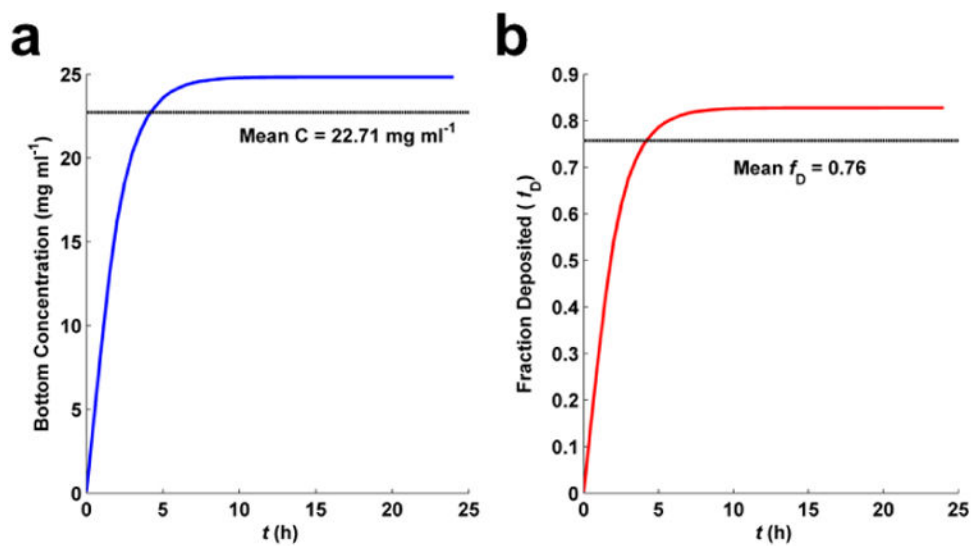 a
25
20
15
10
5
0
Bottom Concentration (mg ml⁻¹)
Mean C = 22.71 mg ml⁻¹
0 5 10 15 20 25
t (h)
b
0.9
0.8
0.7
0.6
0.5
0.4
0.3
0.2
0.1
0
Fraction Deposited ( f_D)
Mean f_D = 0.76
0 5 10 15 20 25
t (h)